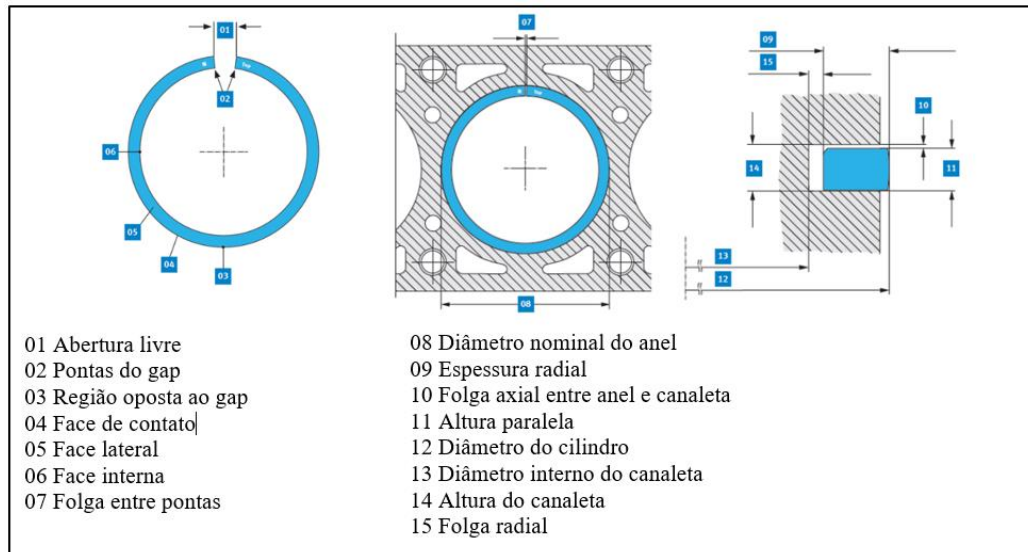 01
02
03
04
05
06
Top
07
08
Top
09
15
10
14
11
13
12
01 Abertura livre
02 Pontas do gap
03 Região oposta ao gap
04 Face de contato
05 Face lateral
06 Face interna
07 Folga entre pontas
08 Diâmetro nominal do anel
09 Espessura radial
10 Folga axial entre anel e canaleta
11 Altura paralela
12 Diâmetro do cilindro
13 Diâmetro interno do canaleta
14 Altura do canaleta
15 Folga radial